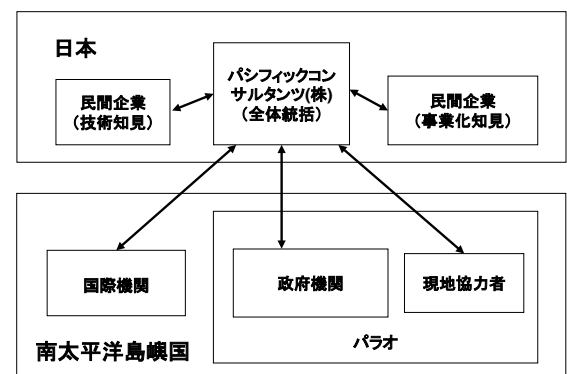 日本
パシフィックコン
サルタンツ(株)
(全体統括)
民間企業
(技術知見)
民間企業
(事業化知見)
国際機関
政府機関
現地協力者
パラオ
南太平洋島嶼国